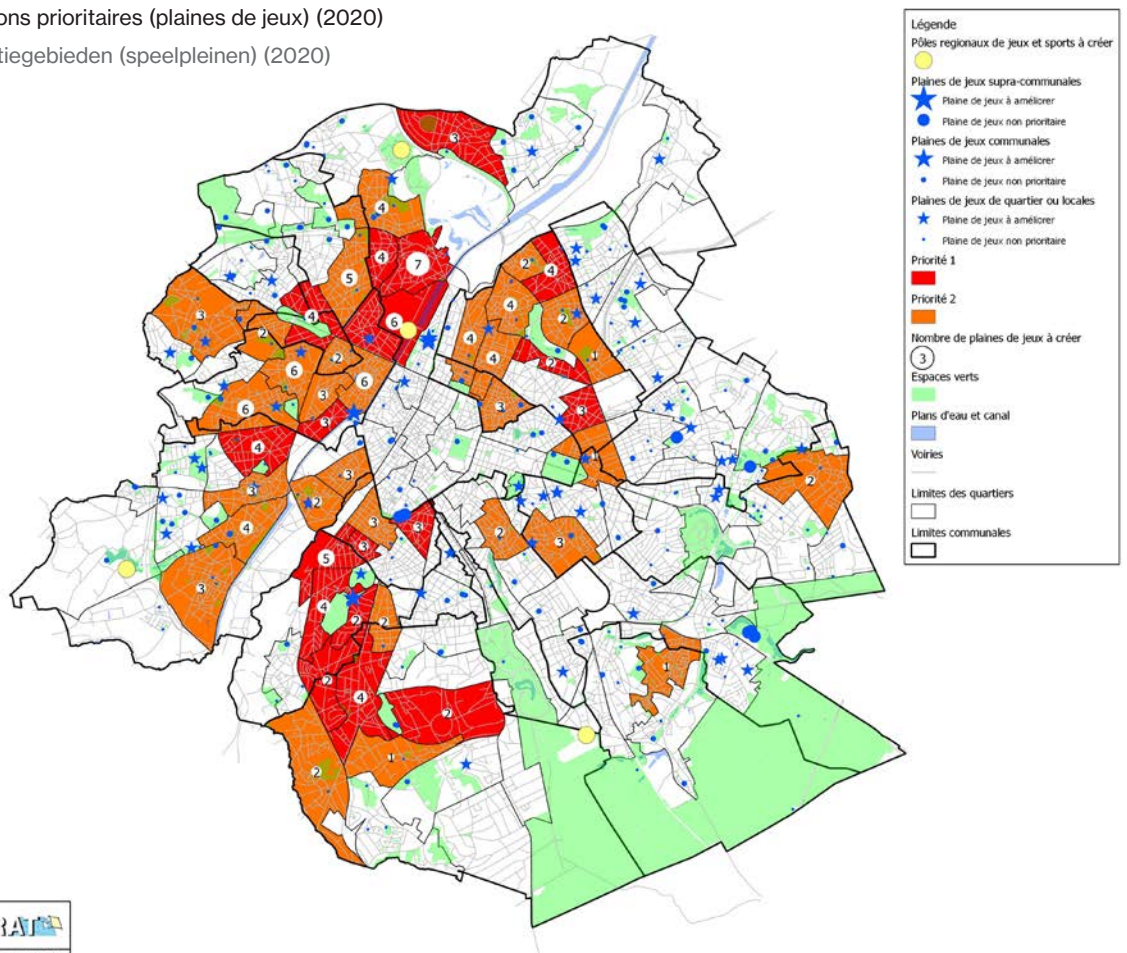 ons prioritaires (plaines de jeux) (2020)
tiegebieden (speelpleinen) (2020)
Légende
Pôles regionaux de jeux et sports à créer
Plaines de jeux supra-communales
Plaine de jeux à améliorer
Plaine de jeux non prioritaire
Plaines de jeux communales
Plaine de jeux à améliorer
Plaine de jeux non prioritaire
Plaines de jeux de quartier ou locales
Plaine de jeux à améliorer
Plaine de jeux non prioritaire
Priorité 1
Priorité 2
Nombre de plaines de jeux à créer
3
Espaces verts
Plans d'eau et canal
Voiries
Limites des quartiers
Limites communales
3
4
4
7
2
4
5
4
3
4
6
2
4
2
4
2
1
6
2
6
3
2
3
6
3
3
4
1
3
3
2
2
4
3
3
2
3
5
3
3
4
2
2
1
2
4
2
1
2
RAT